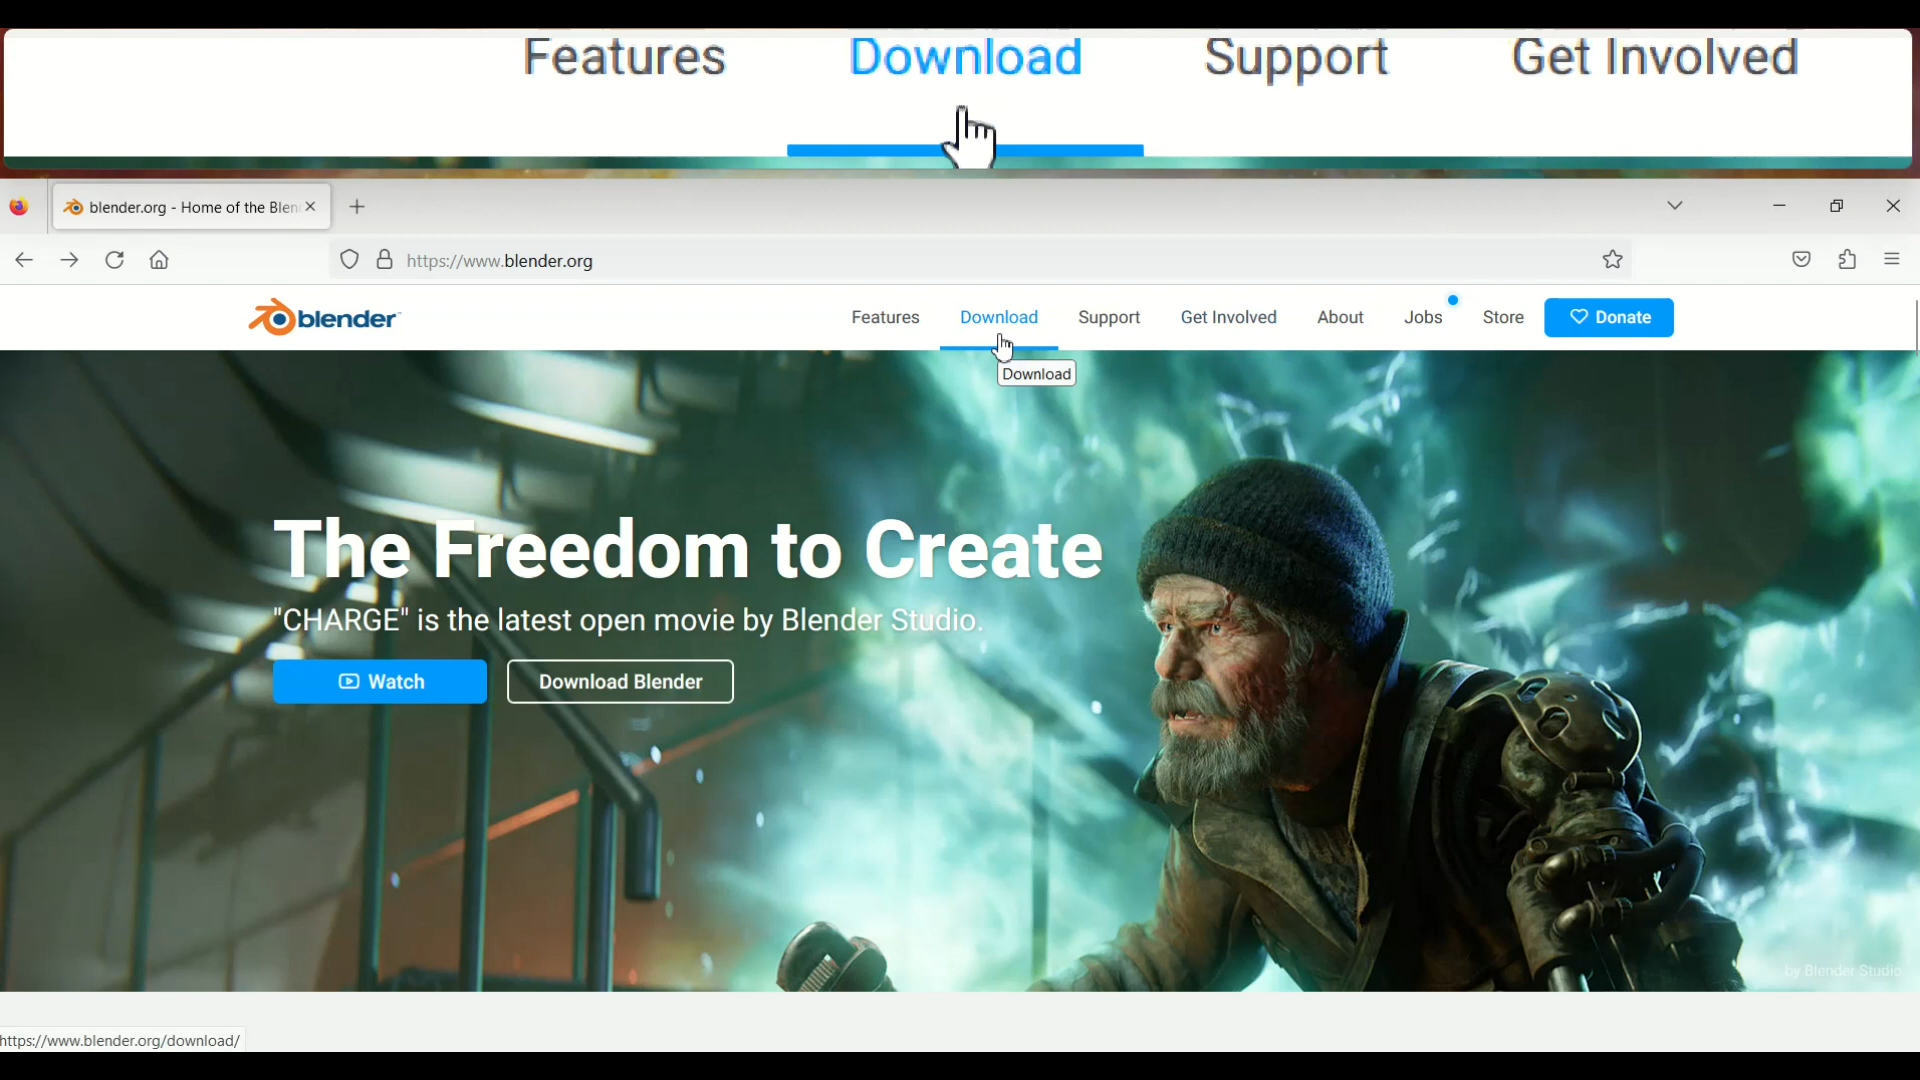 Features Download Support Get Involved
blender.org - Home of the Blen
https://www.blender.org
blender
Features Download Support Get Involved About Jobs Store Donate
Download
The Freedom to Create
"CHARGE" is the latest open movie by Blender Studio.
Watch Download Blender
by Blender Studio
https://www.blender.org/download/